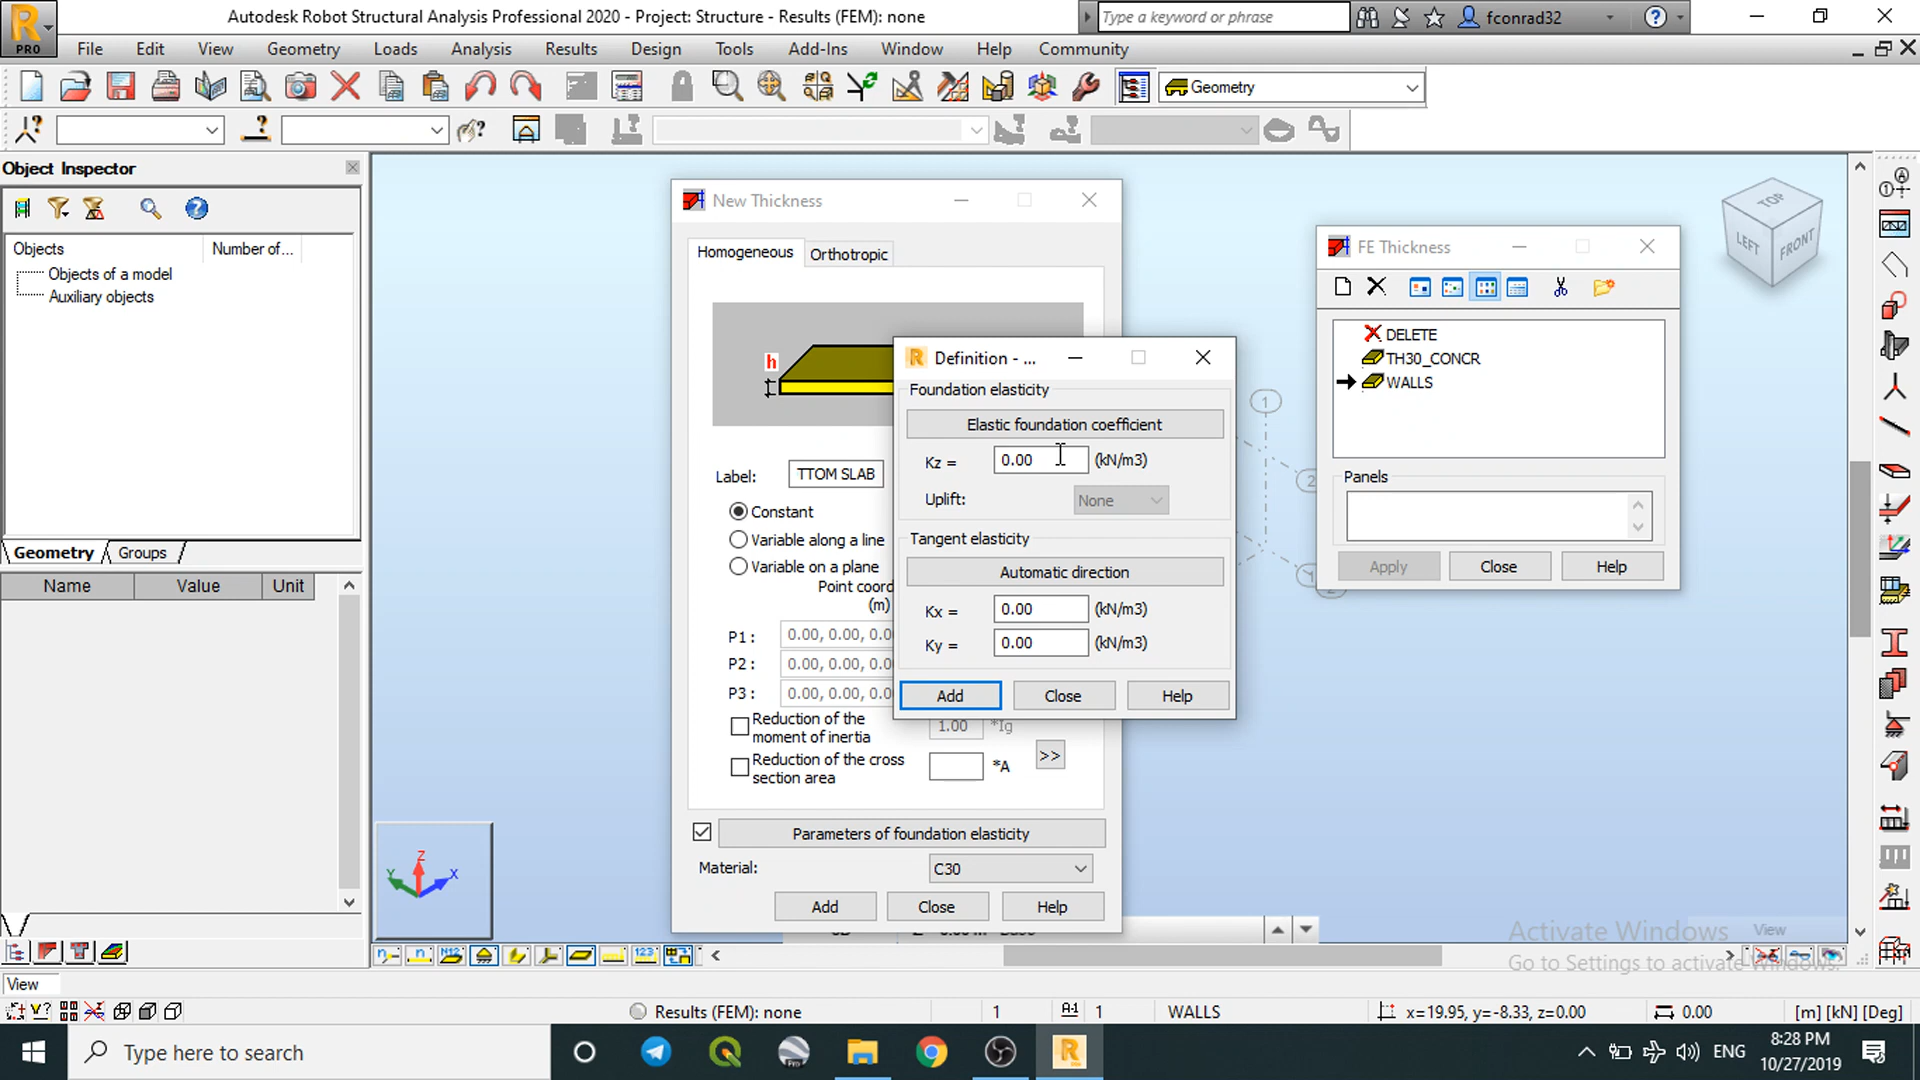 Autodesk Robot Structural Analysis Professional 2020 - Project: Structure - Results (FEM): none
Type a keyword or phrase
fconrad32
PRO
File Edit View Geometry Loads Analysis Results Design Tools Add-Ins Window Help Community
Geometry
Object Inspector
Objects Number of...
Objects of a model
Auxiliary objects
Geometry Groups
Name Value Unit
New Thickness
Homogeneous Orthotropic
h
Label: TTOM SLAB
Constant
Variable along a line
Variable on a plane
Point coord
(m)
P1: 0.00, 0.00, 0.0
P2: 0.00, 0.00, 0.0
P3: 0.00, 0.00, 0.0
Reduction of the moment of inertia 1.00 *Ig
Reduction of the cross section area *A >>
Parameters of foundation elasticity
Material: C30
Add Close Help
Definition - ...
Foundation elasticity
Elastic foundation coefficient
Kz = 0.00 (kN/m3)
Uplift: None
Tangent elasticity
Automatic direction
Kx = 0.00 (kN/m3)
Ky = 0.00 (kN/m3)
Add Close Help
FE Thickness
DELETE
TH30_CONCR
WALLS
Panels
Apply Close Help
1
2
TOP
LEFT FRONT
Z
Y X
Activate Windows
Go to Settings to activate Windows.
View
View
Results (FEM): none 1 1 WALLS x=19.95, y=-8.33, z=0.00 0.00 [m] [kN] [Deg]
Type here to search
ENG
8:28 PM
10/27/2019